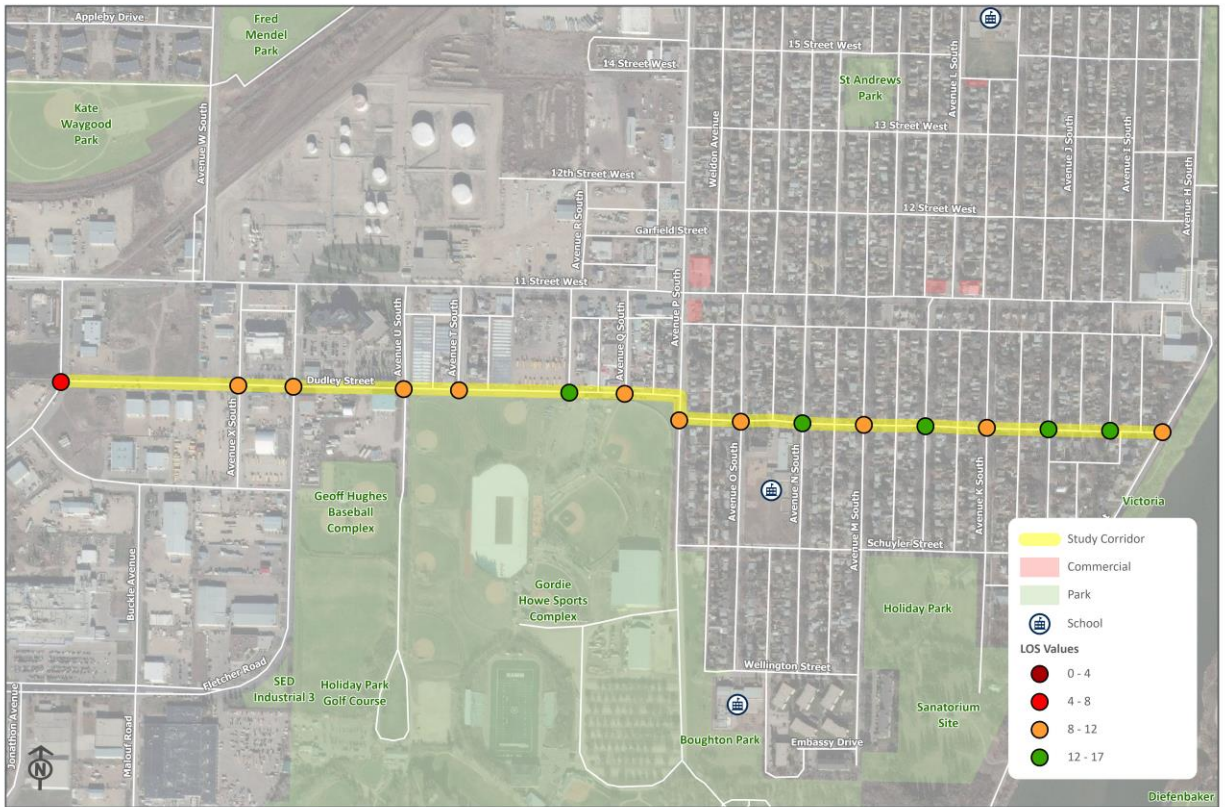 Appleby Drive
Fred
Mendel
Park
Kate
Waygood
Park
Avenue W South
14 Street West
15 Street West
St Andrews
Park
Avenue L South
13 Street West
Weldon Avenue
Avenue J South
Avenue I South
Avenue H South
12th Street West
Avenue R South
Garfield Street
12 Street West
11 Street West
Avenue P South
Avenue U South
Avenue T South
Avenue Q South
Dudley Street
Avenue X South
Avenue O South
Avenue N South
Avenue M South
Avenue K South
Geoff Hughes
Baseball
Complex
Victoria
Schuyler Street
Buckle Avenue
Gordie
Howe Sports
Complex
Holiday Park
Fletcher Road
SED
Industrial 3
Holiday Park
Golf Course
Wellington Street
Sanatorium
Site
Boughton Park
Embassy Drive
Jonathon Avenue
Malouf Road
N
Diefenbaker
Study Corridor
Commercial
Park
School
LOS Values
0 - 4
4 - 8
8 - 12
12 - 17